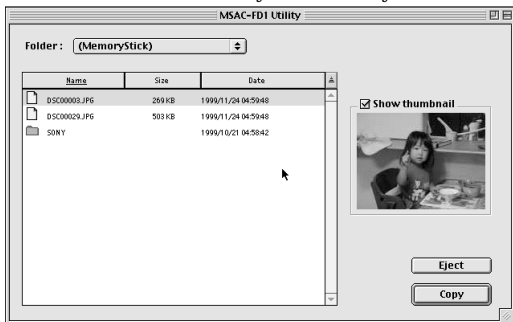 MSAC-FD1 Utility
Folder : (MemoryStick)
Name Size Date
DSC00003.JPG 269 KB 1999/11/24 04:59:48
DSC00029.JPG 503 KB 1999/11/24 04:59:48
SONY 1999/10/21 04:58:42
Show thumbnail
Eject
Copy